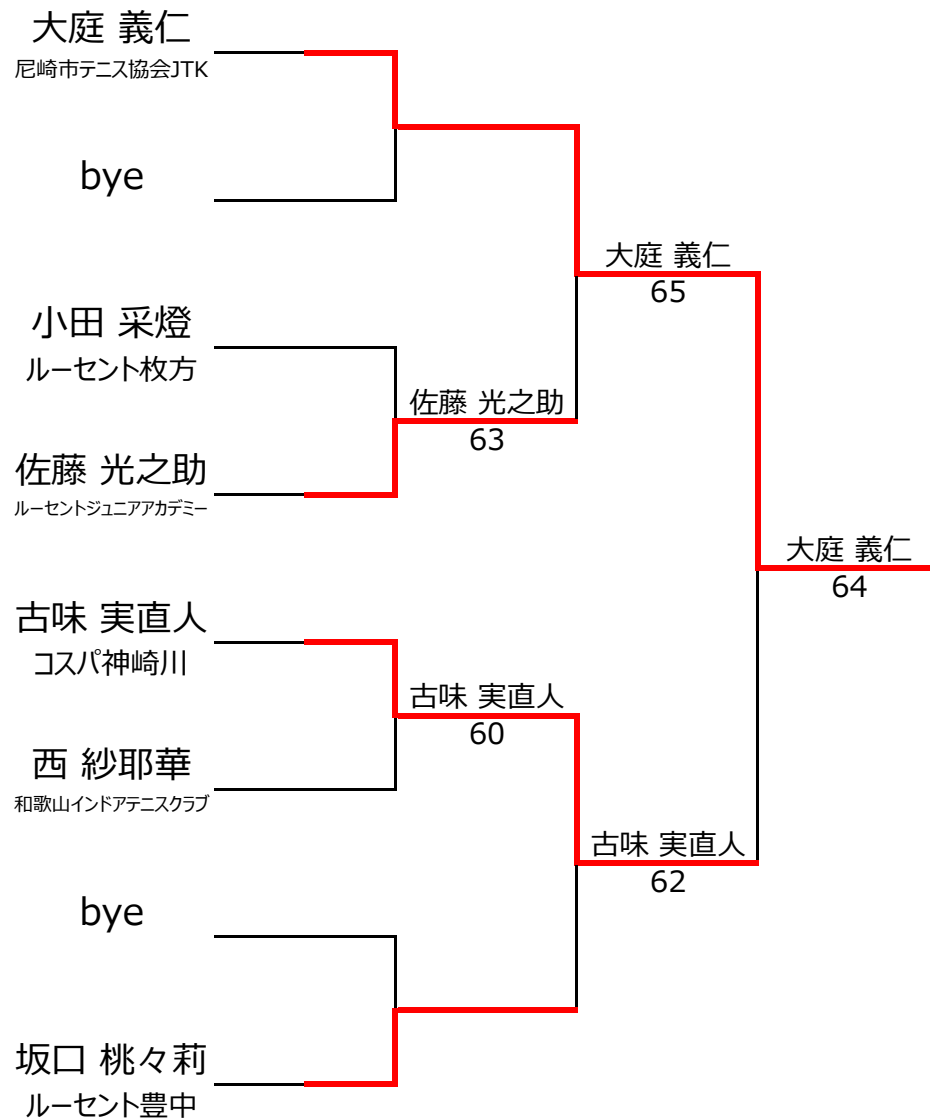 大庭 義仁
尼崎市テニス協会JTK
bye
小田 采燈
ルーセント枚方
佐藤 光之助
ルーセントジュニアアカデミー
古味 実直人
コスパ神崎川
西 紗耶華
和歌山インドアテニスクラブ
bye
坂口 桃々莉
ルーセント豊中
佐藤 光之助
63
古味 実直人
60
大庭 義仁
65
古味 実直人
62
大庭 義仁
64